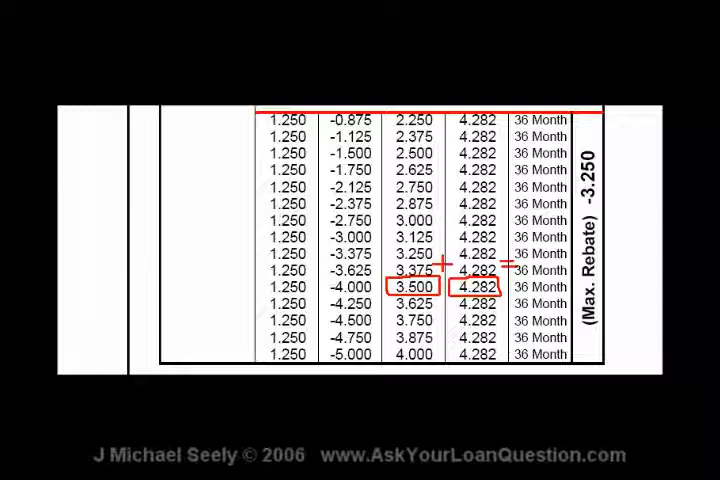 1.250 -0.875 2.250 4.282 36 Month
1.250 -1.125 2.375 4.282 36 Month
1.250 -1.500 2.500 4.282 36 Month
1.250 -1.750 2.625 4.282 36 Month
1.250 -2.125 2.750 4.282 36 Month
1.250 -2.375 2.875 4.282 36 Month
1.250 -2.750 3.000 4.282 36 Month
1.250 -3.000 3.125 4.282 36 Month
1.250 -3.375 3.250 4.282 36 Month
1.250 -3.625 3.375 + 4.282 = 36 Month
1.250 -4.000 3.500 4.282 36 Month
1.250 -4.250 3.625 4.282 36 Month
1.250 -4.500 3.750 4.282 36 Month
1.250 -4.750 3.875 4.282 36 Month
1.250 -5.000 4.000 4.282 36 Month
(Max. Rebate) -3.250
J Michael Seely © 2006 www.AskYourLoanQuestion.com